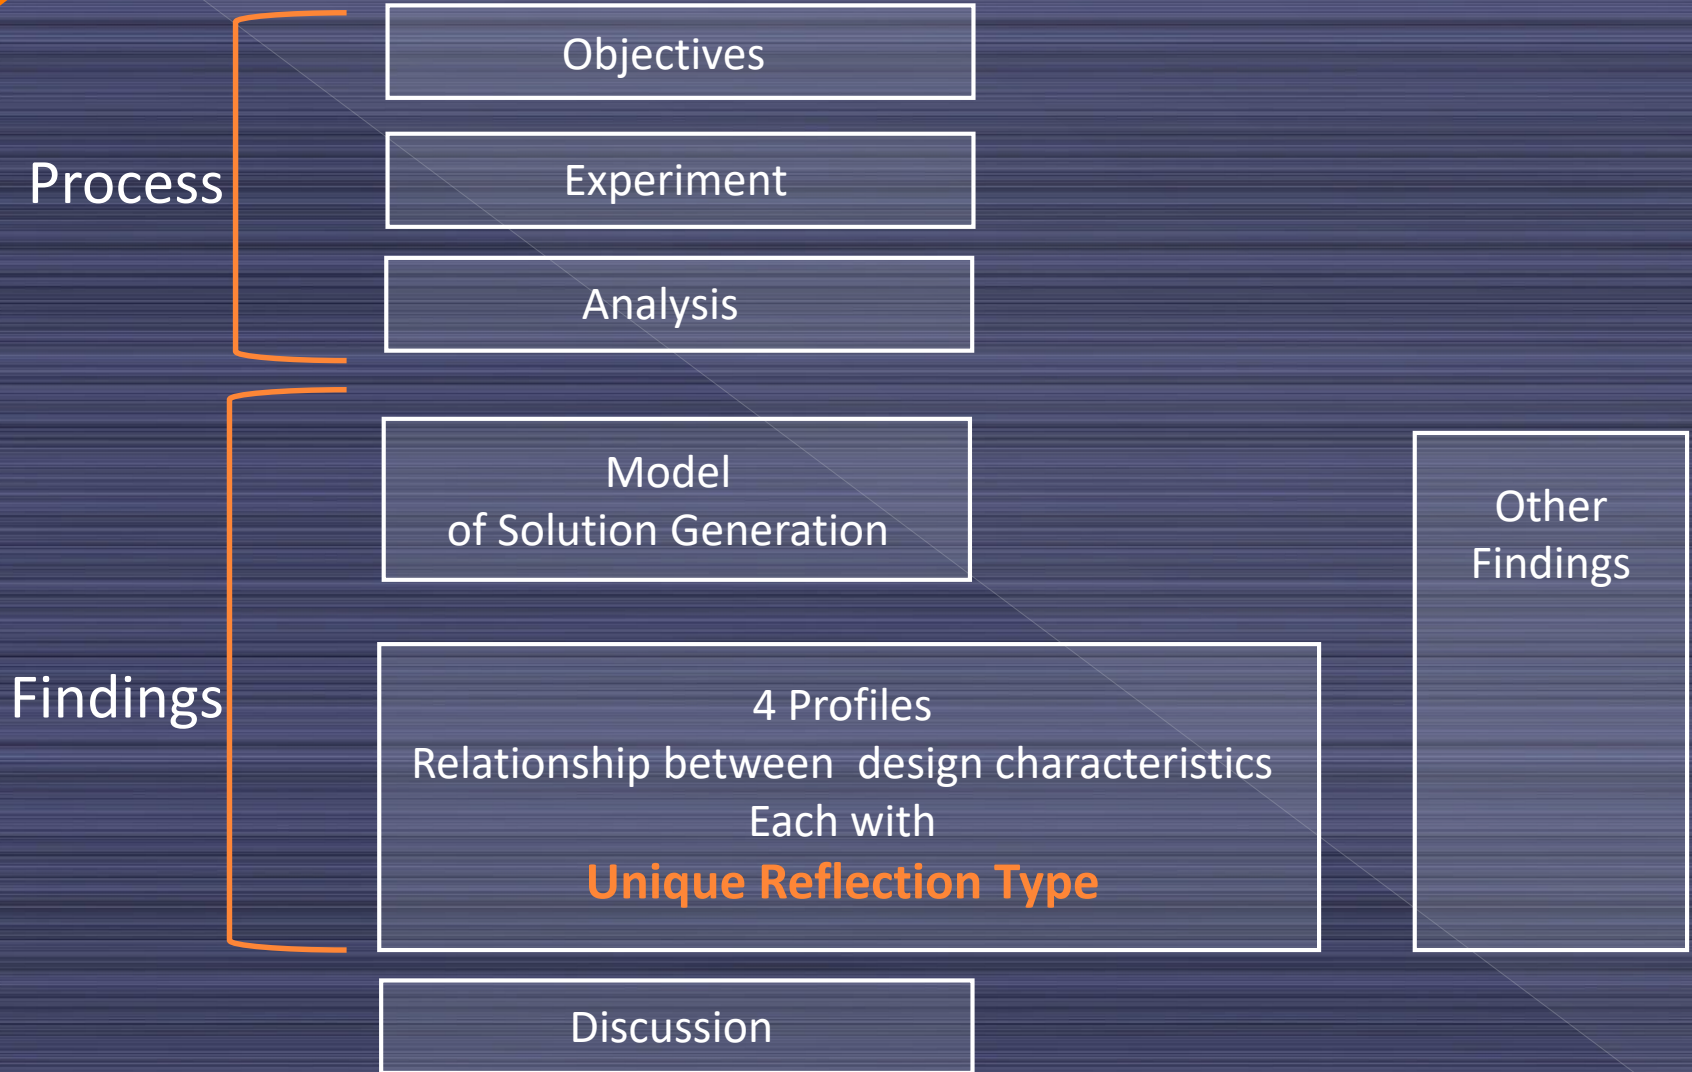 Process
Objectives
Experiment
Analysis
Findings
Model
of Solution Generation
4 Profiles
Relationship between  design characteristics
Each with
Unique Reflection Type
Other
Findings
Discussion